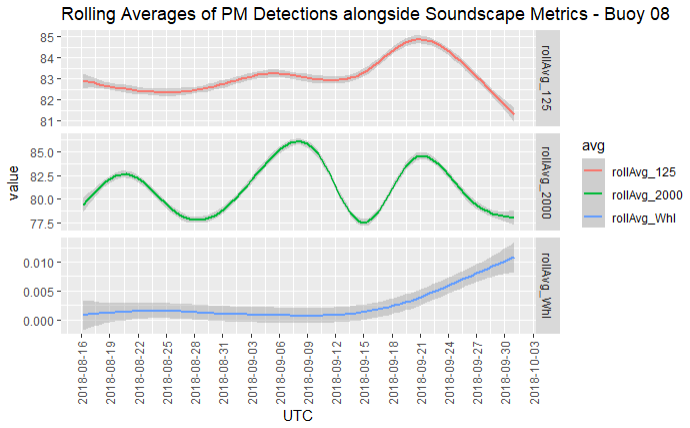 Rolling Averages of PM Detections alongside Soundscape Metrics - Buoy 08
value
85
84
83
82
81
rollAvg_125
85.0
82.5
80.0
77.5
rollAvg_2000
0.010
0.005
0.000
rollAvg_Whl
2018-08-16
2018-08-19
2018-08-22
2018-08-25
2018-08-28
2018-08-31
2018-09-03
2018-09-06
2018-09-09
2018-09-12
2018-09-15
2018-09-18
2018-09-21
2018-09-24
2018-09-27
2018-09-30
2018-10-03
UTC
avg
rollAvg_125
rollAvg_2000
rollAvg_Whl